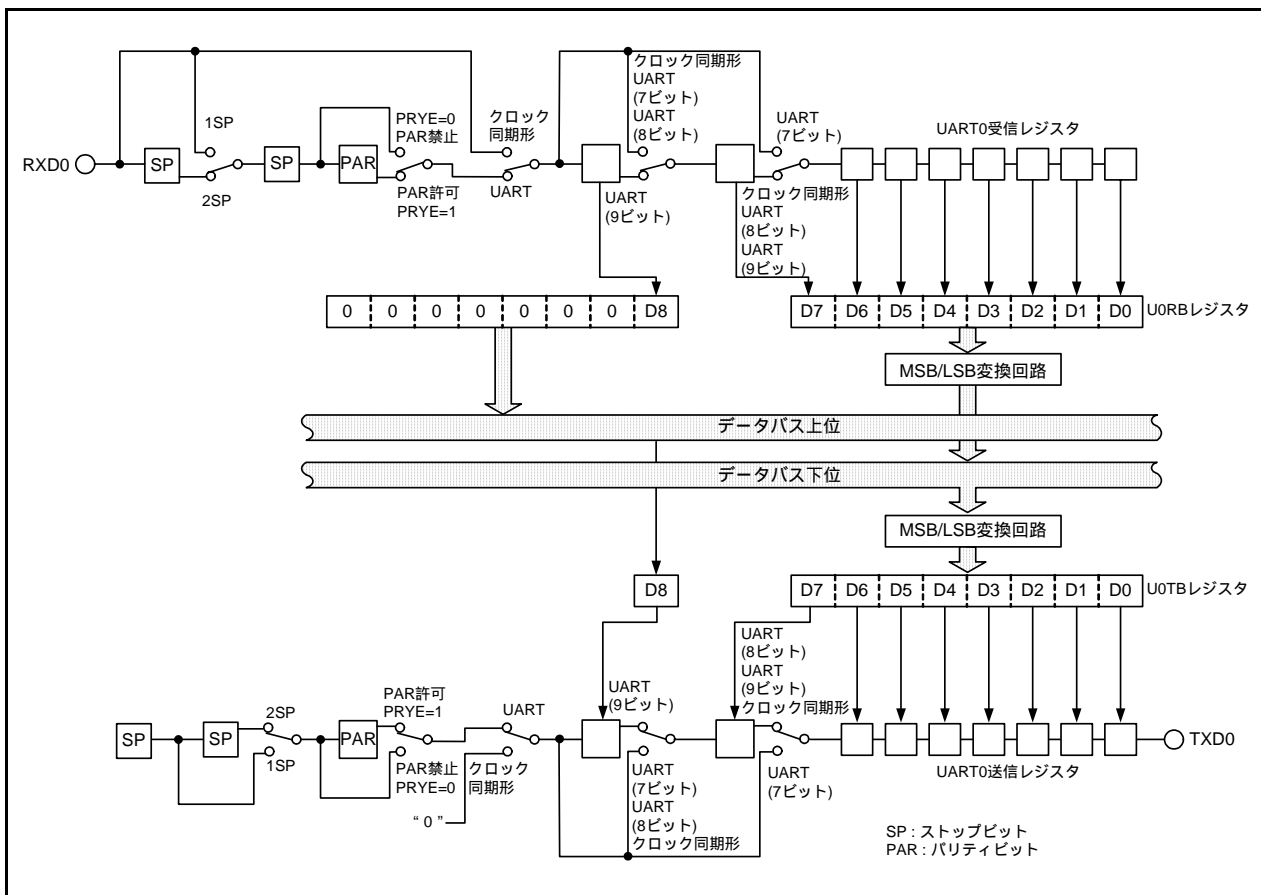 クロック同期形
UART
(7ビット)
UART
(8ビット)
PRYE=0
PAR禁止
クロック
同期形
UART
(7ビット)
UART0受信レジスタ
1SP
RXD0
SP
SP
PAR
2SP
PAR許可
PRYE=1
UART
UART
(9ビット)
クロック同期形
UART
(8ビット)
UART
(9ビット)
0 0 0 0 0 0 0 D8
D7 D6 D5 D4 D3 D2 D1 D0
U0RBレジスタ
MSB/LSB変換回路
データバス上位
データバス下位
MSB/LSB変換回路
D8
D7 D6 D5 D4 D3 D2 D1 D0
U0TBレジスタ
UART
(8ビット)
UART
(9ビット)
クロック同期形
PAR許可
PRYE=1
UART
UART
(9ビット)
2SP
SP
SP
PAR
TXD0
1SP
PAR禁止
PRYE=0
クロック
同期形
"0"
UART
(7ビット)
UART
(8ビット)
クロック同期形
UART
(7ビット)
UART0送信レジスタ
SP : ストップビット
PAR : パリティビット